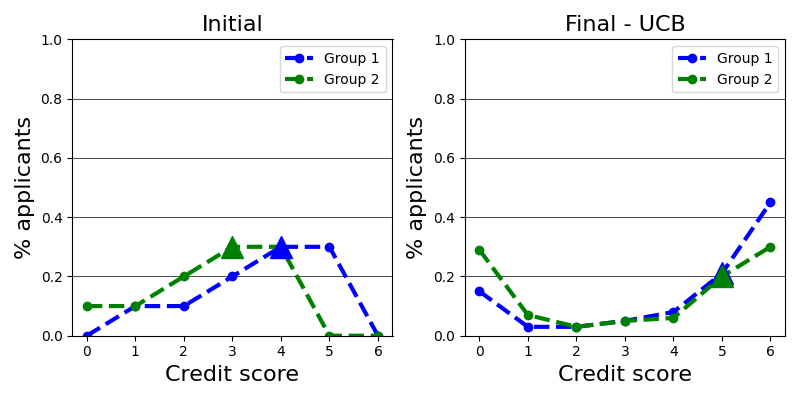 Initial
Final - UCB
% applicants
1.0
0.8
0.6
0.4
0.2
0.0
Group 1
Group 2
0 1 2 3 4 5 6
Credit score
% applicants
1.0
0.8
0.6
0.4
0.2
0.0
Group 1
Group 2
0 1 2 3 4 5 6
Credit score